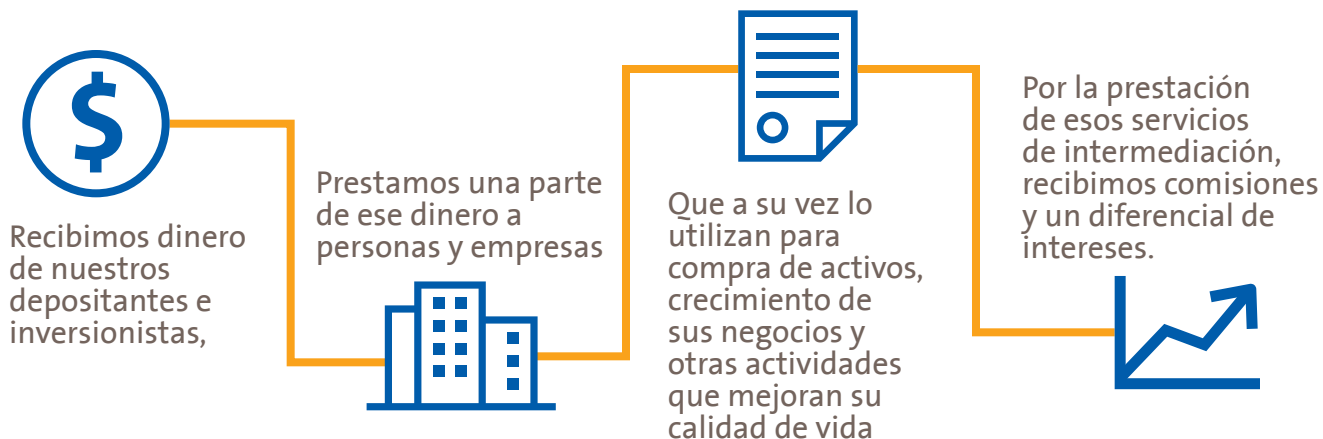 $
Recibimos dinero
de nuestros
depositantes e
inversionistas,
Prestamos una parte
de ese dinero a
personas y empresas
Que a su vez lo
utilizan para
compra de activos,
crecimiento de
sus negocios y
otras actividades
que mejoran su
calidad de vida
Por la prestación
de esos servicios
de intermediación,
recibimos comisiones
y un diferencial de
intereses.